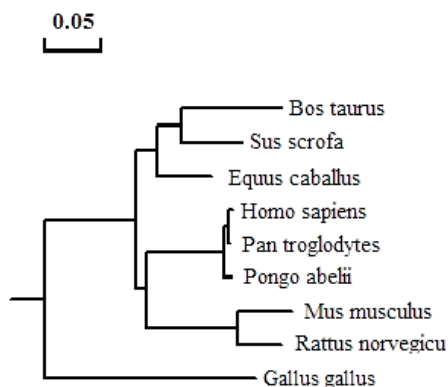 0.05
Bos taurus
Sus scrofa
Equus caballus
Homo sapiens
Pan troglodytes
Pongo abelii
Mus musculus
Rattus norvegicu
Gallus gallus